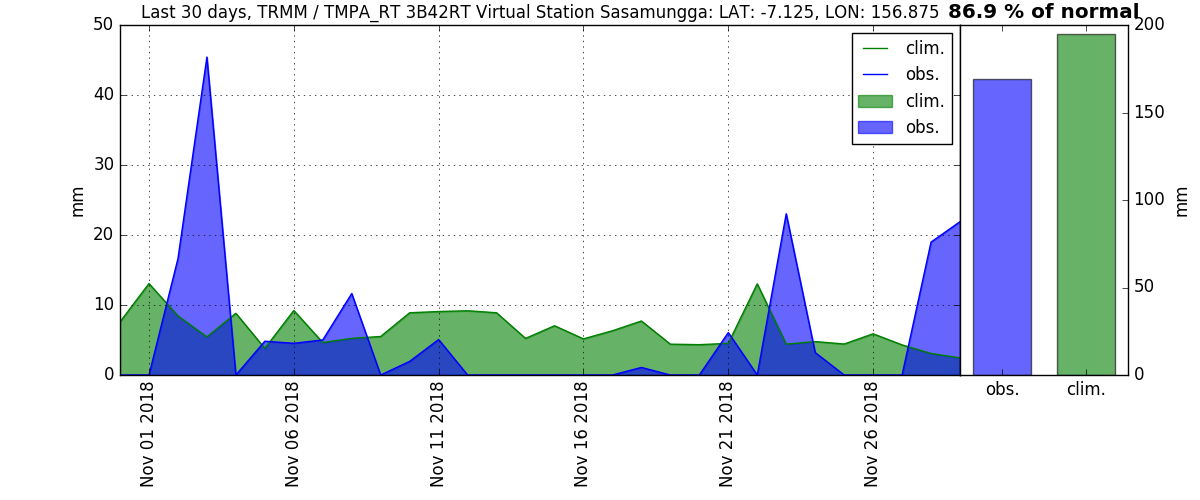 Last 30 days, TRMM / TMPA_RT 3B42RT Virtual Station Sasamungga: LAT: -7.125, LON: 156.875
86.9 % of normal
50
40
30
20
10
0
mm
clim.
obs.
clim.
obs.
Nov 01 2018
Nov 06 2018
Nov 11 2018
Nov 16 2018
Nov 21 2018
Nov 26 2018
200
150
100
50
0
mm
obs.
clim.